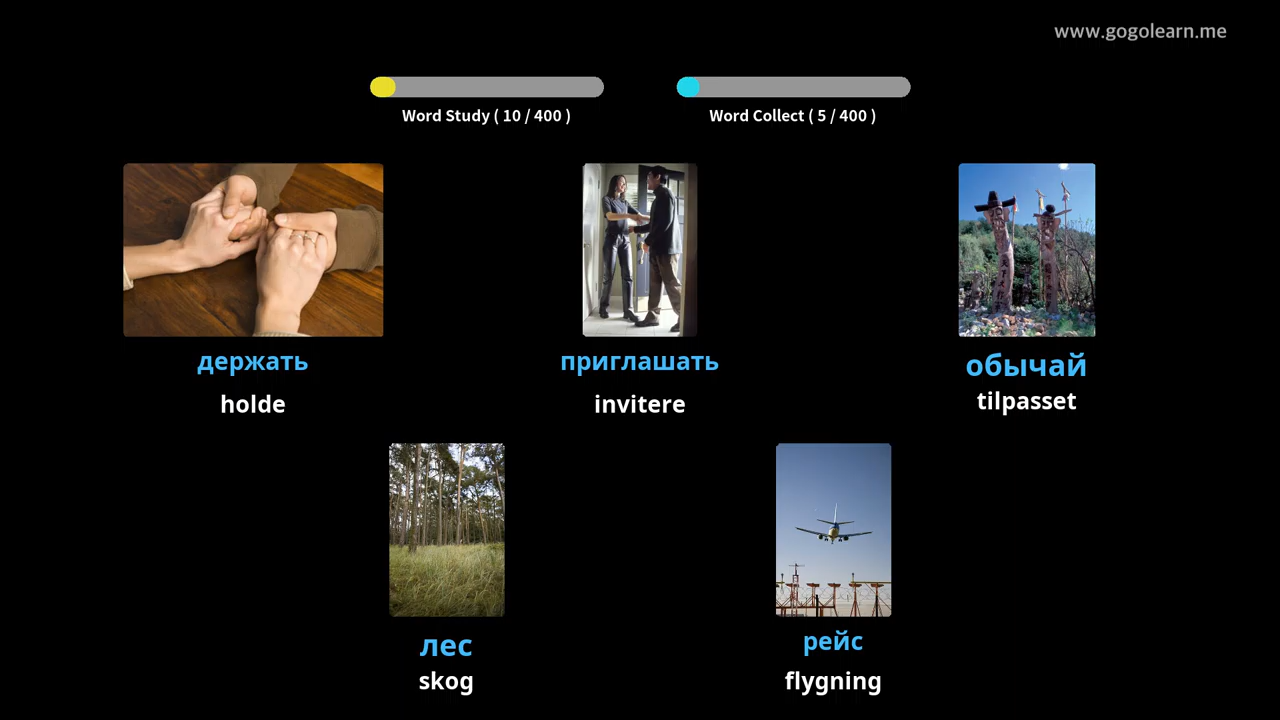 www.gogolearn.me
Word Study ( 10 / 400 )
Word Collect ( 5 / 400 )
держать
holde
приглашать
invitere
обычай
tilpasset
лес
skog
рейс
flygning